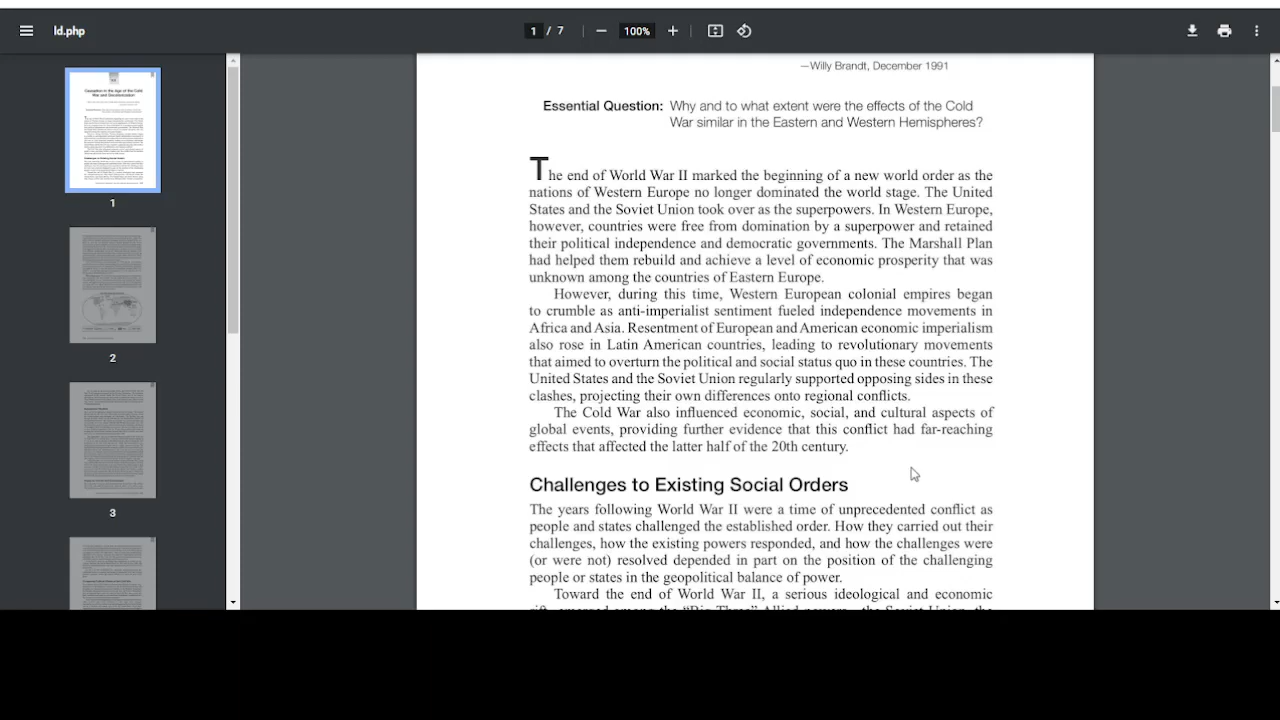 ld.php
1 / 7
100%
—Willy Brandt, December 1991
Essential Question: Why and to what extent were the effects of the Cold
War similar in the Eastern and Western Hemispheres?
The end of World War II marked the beginning of a new world order as the
nations of Western Europe no longer dominated the world stage. The United
States and the Soviet Union took over as the superpowers. In Western Europe,
however, countries were free from domination by a superpower and retained
their political independence and democratic governments. The Marshall Plan
had helped them rebuild and achieve a level of economic prosperity that was
unknown among the countries of Eastern Europe.
However, during this time, Western European colonial empires began
to crumble as anti-imperialist sentiment fueled independence movements in
Africa and Asia. Resentment of European and American economic imperialism
also rose in Latin American countries, leading to revolutionary movements
that aimed to overturn the political and social status quo in these countries. The
United States and the Soviet Union regularly supported opposing sides in these
clashes, projecting their own differences onto regional conflicts.
The Cold War also influenced economic, social, and cultural aspects of
global events, providing further evidence that this conflict had far-reaching
effects that affected the latter half of the 20th century.
Challenges to Existing Social Orders
The years following World War II were a time of unprecedented conflict as
people and states challenged the established order. How they carried out their
challenges, how the existing powers responded, and how the challenges were
(or were not) resolved depended in part on the position of the challenging
people or states in the geopolitical balance of power.
Toward the end of World War II, a serious ideological and economic
1
2
3